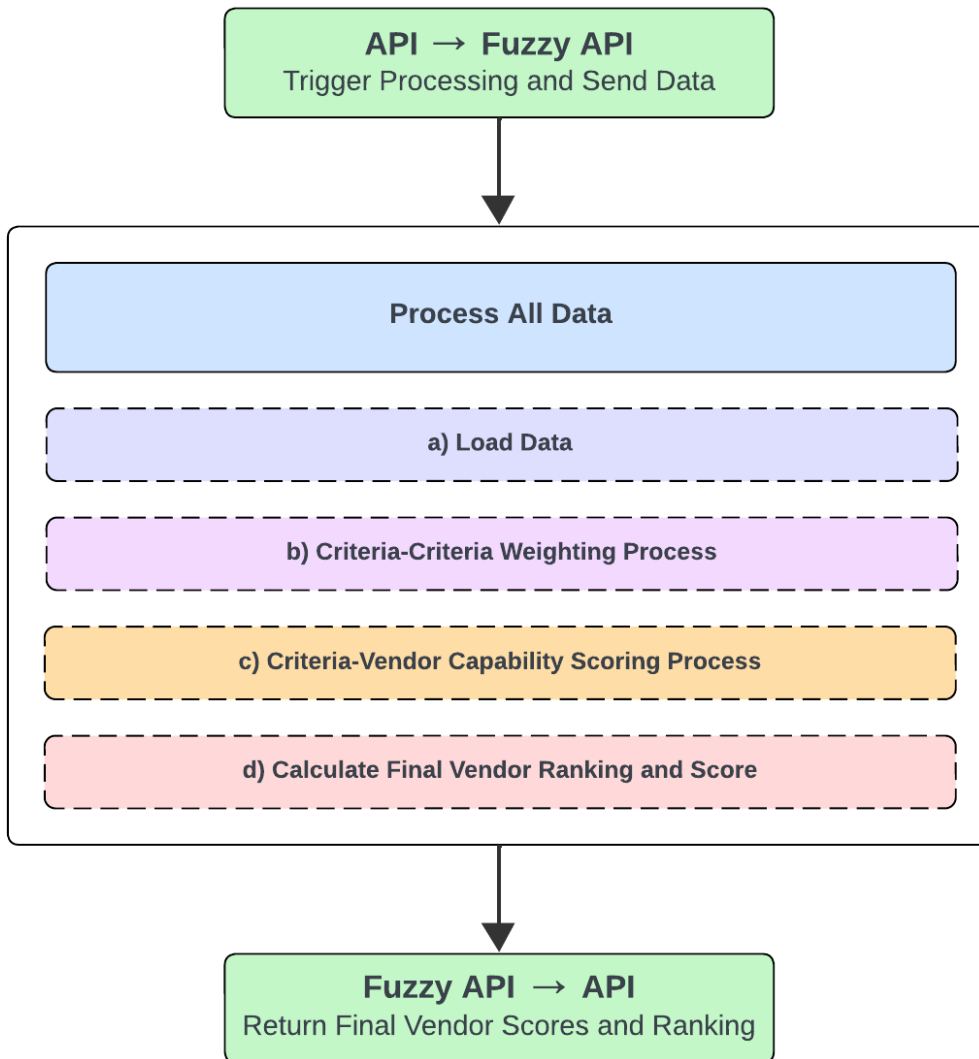 API → Fuzzy API
Trigger Processing and Send Data
Process All Data
a) Load Data
b) Criteria-Criteria Weighting Process
c) Criteria-Vendor Capability Scoring Process
d) Calculate Final Vendor Ranking and Score
Fuzzy API → API
Return Final Vendor Scores and Ranking